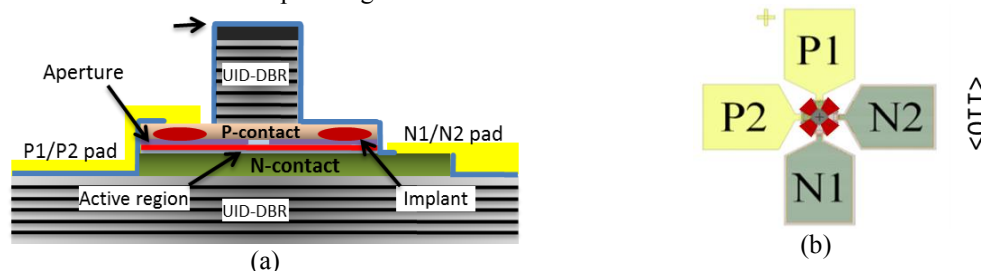 UID-DBR
Aperture
P-contact
N1/N2 pad
P1/P2 pad
N-contact
Active region
Implant
UID-DBR
(a)
P1
P2
N2
N1
<011>
(b)